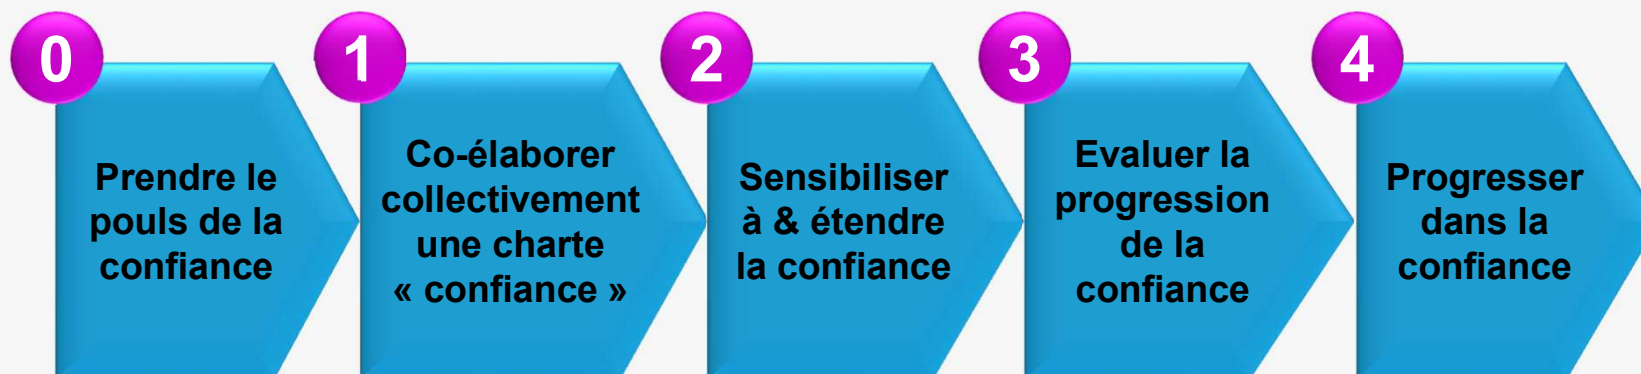 0
Prendre le
pouls de la
confiance
1
Co-élaborer
collectivement
une charte
« confiance »
2
Sensibiliser
à & étendre
la confiance
3
Evaluer la
progression
de la
confiance
4
Progresser
dans la
confiance